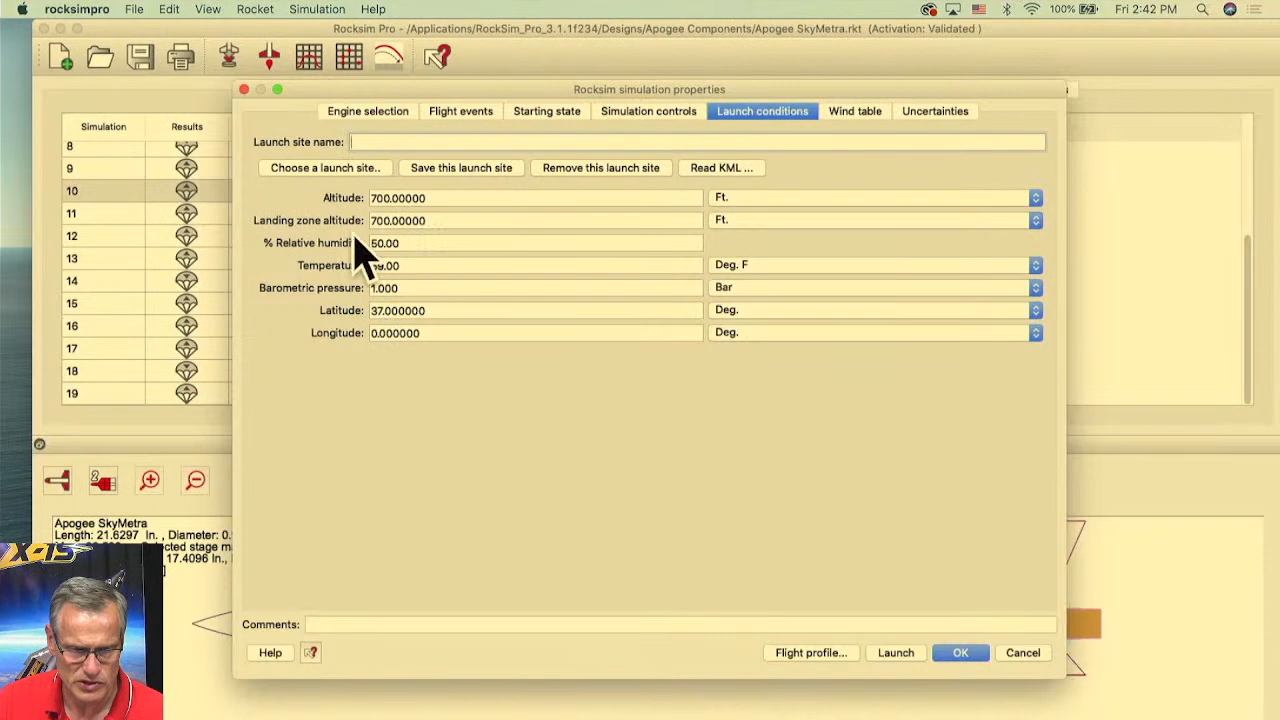 rocksimpro File Edit View Rocket Simulation Help 100% Fri 2:42 PM
Rocksim Pro - /Applications/RockSim_Pro_3.1.1f234/Designs/Apogee Components/Apogee SkyMetra.rkt (Activation: Validated )
Rocksim simulation properties
Engine selection Flight events Starting state Simulation controls Launch conditions Wind table Uncertainties
Simulation Results
8
9
10
11
12
13
14
15
16
17
18
19
Launch site name:
Choose a launch site.. Save this launch site Remove this launch site Read KML ...
Altitude: 700.00000 Ft.
Landing zone altitude: 700.00000 Ft.
% Relative humidi 50.00
Temperatu 59.00 Deg. F
Barometric pressure: 1.000 Bar
Latitude: 37.000000 Deg.
Longitude: 0.000000 Deg.
2
Apogee SkyMetra
Length: 21.6297 In. , Diameter: 0.
ected stage m
17.4096 In.,
Comments:
Help ? Flight profile... Launch OK Cancel